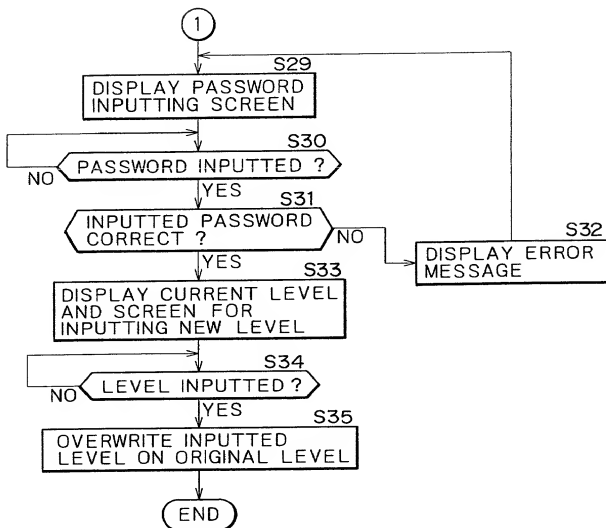 1
S29
DISPLAY PASSWORD
INPUTTING SCREEN
S30
PASSWORD INPUTTED ?
NO
YES
S31
INPUTTED PASSWORD
CORRECT ?
NO
YES
S32
DISPLAY ERROR
MESSAGE
S33
DISPLAY CURRENT LEVEL
AND SCREEN FOR
INPUTTING NEW LEVEL
S34
LEVEL INPUTTED ?
NO
YES
S35
OVERWRITE INPUTTED
LEVEL ON ORIGINAL LEVEL
END